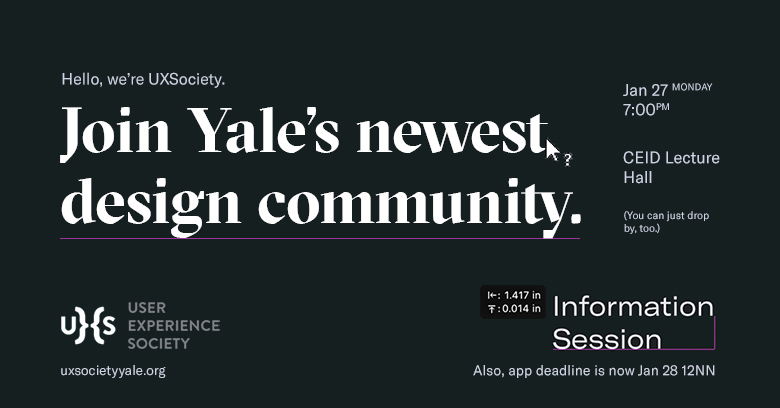 Hello, we're UXSociety.
Join Yale's newest
design community.
?
Jan 27 MONDAY
7:00PM
CEID Lecture
Hall
(You can just drop
by, too.)
UXS
USER
EXPERIENCE
SOCIETY
uxsocietyyale.org
: 1.417 in
: 0.014 in
Information
Session
Also, app deadline is now Jan 28 12NN